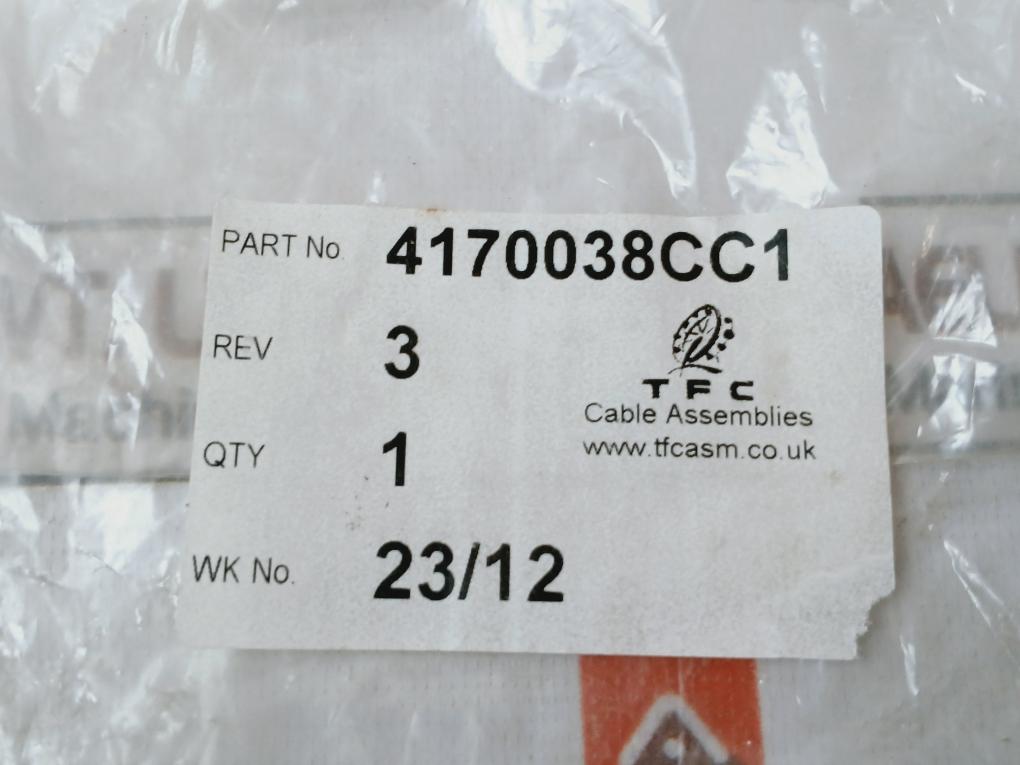 PART No. 4170038CC1
REV 3
TFC
Cable Assemblies
www.tfcasm.co.uk
QTY 1
WK No. 23/12